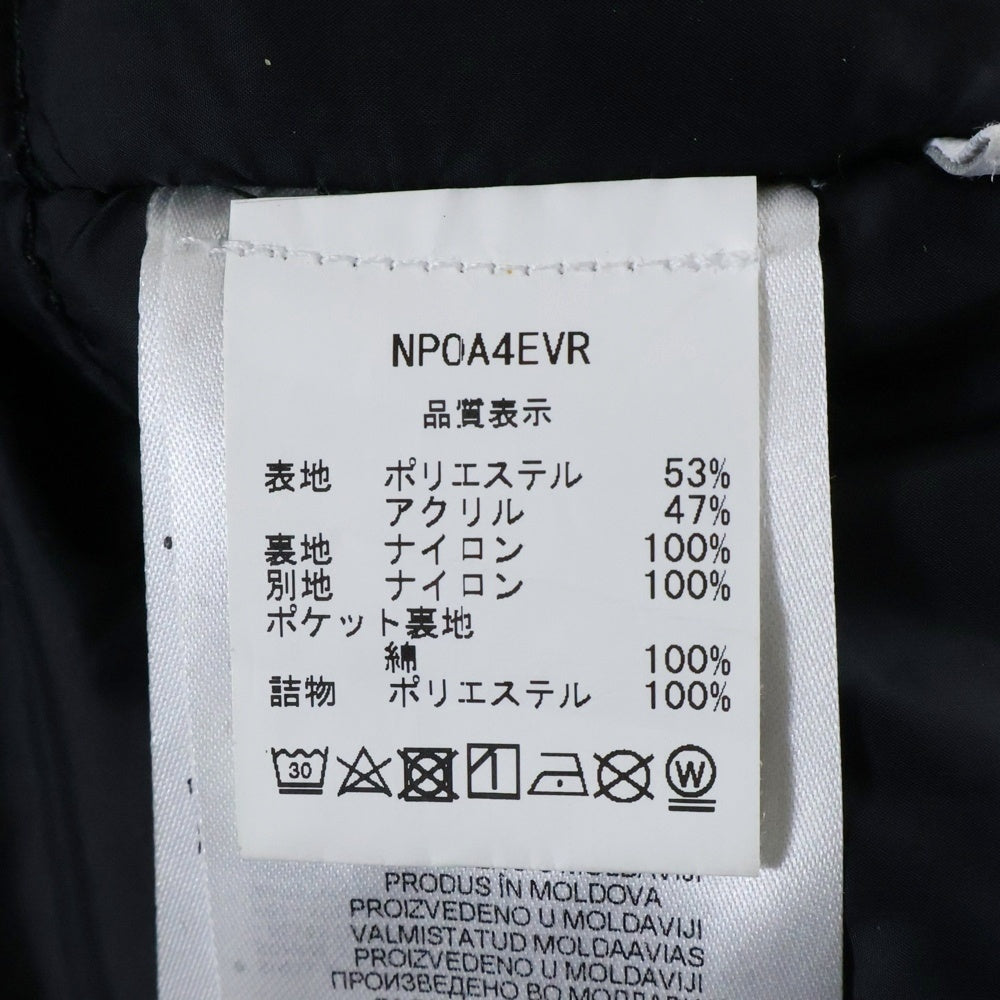 NP0A4EVR
品質表示
表地 ポリエステル 53%
アクリル 47%
裏地 ナイロン 100%
別地 ナイロン 100%
ポケット裏地
綿 100%
詰物 ポリエステル 100%
30
W
PRODUS ÎN MOLDOVA
PROIZVEDENO U MOLDAVIJI
VALMISTATUD MOLDAAVIAS
PROIZVEDENO U MOLDAVIJI
ПРОИЗВЕДЕНО ВО